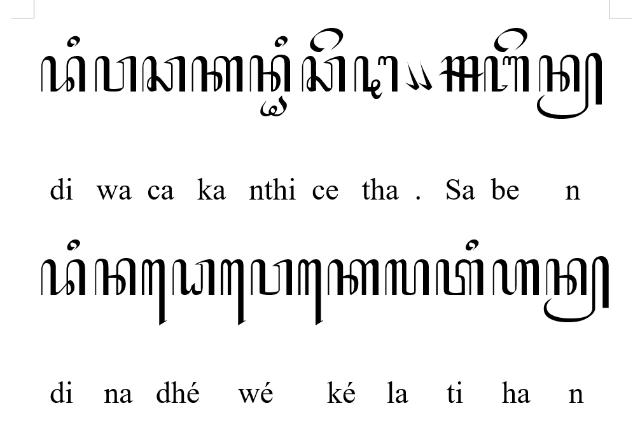 ꦢꦶꦮꦕꦏꦤ꧀ꦛꦶꦕꦼꦛ꧉ꦯꦧꦼꦤ꧀
di wa ca ka nthi ce tha . Sa be n
ꦢꦶꦤꦝꦺꦮꦺꦏꦺꦭꦠꦶꦲꦤ꧀
di na dhé wé ké la ti ha n